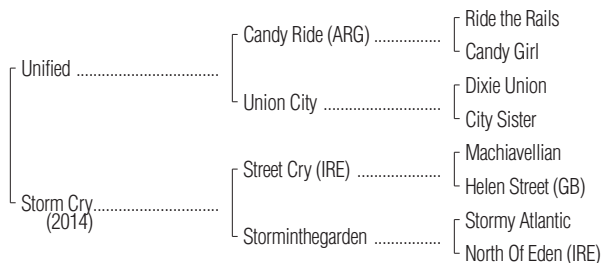 Ride the Rails
Candy Ride (ARG) ................
Candy Girl
Unified .............................
Dixie Union
Union City .......................
City Sister
Machiavellian
Street Cry (IRE) .................
Helen Street (GB)
Storm Cry.........................
(2014)
Stormy Atlantic
Storminthegarden .............
North Of Eden (IRE)